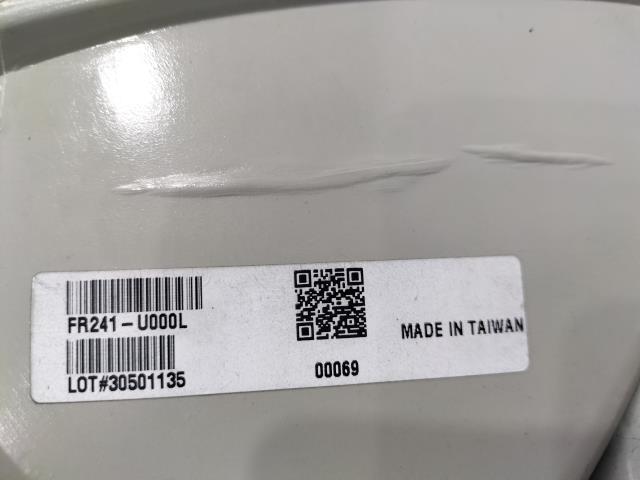 FR241-U000L
LOT#30501135
00069
MADE IN TAIWAN